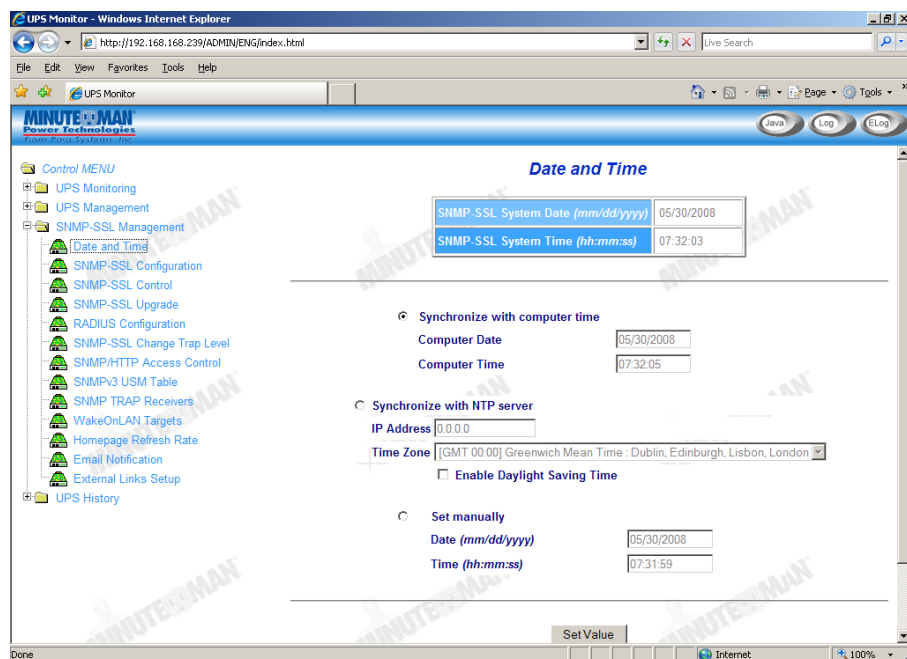 UPS Monitor - Windows Internet Explorer
http://192.168.168.239/ADMIN/ENG/index.html
Live Search
File Edit View Favorites Tools Help
UPS Monitor
Page Tools
MINUTEMAN
Power Technologies
from Para Systems, Inc.
Java Log ELog
Control MENU
UPS Monitoring
UPS Management
SNMP-SSL Management
Date and Time
SNMP-SSL Configuration
SNMP-SSL Control
SNMP-SSL Upgrade
RADIUS Configuration
SNMP-SSL Change Trap Level
SNMP/HTTP Access Control
SNMPv3 USM Table
SNMP TRAP Receivers
WakeOnLAN Targets
Homepage Refresh Rate
Email Notification
External Links Setup
UPS History
Date and Time
SNMP-SSL System Date (mm/dd/yyyy) 05/30/2008
SNMP-SSL System Time (hh:mm:ss) 07:32:03
Synchronize with computer time
Computer Date 05/30/2008
Computer Time 07:32:05
Synchronize with NTP server
IP Address 0.0.0.0
Time Zone [GMT 00:00] Greenwich Mean Time : Dublin, Edinburgh, Lisbon, London
Enable Daylight Saving Time
Set manually
Date (mm/dd/yyyy) 05/30/2008
Time (hh:mm:ss) 07:31:59
Set Value
Done Internet 100%